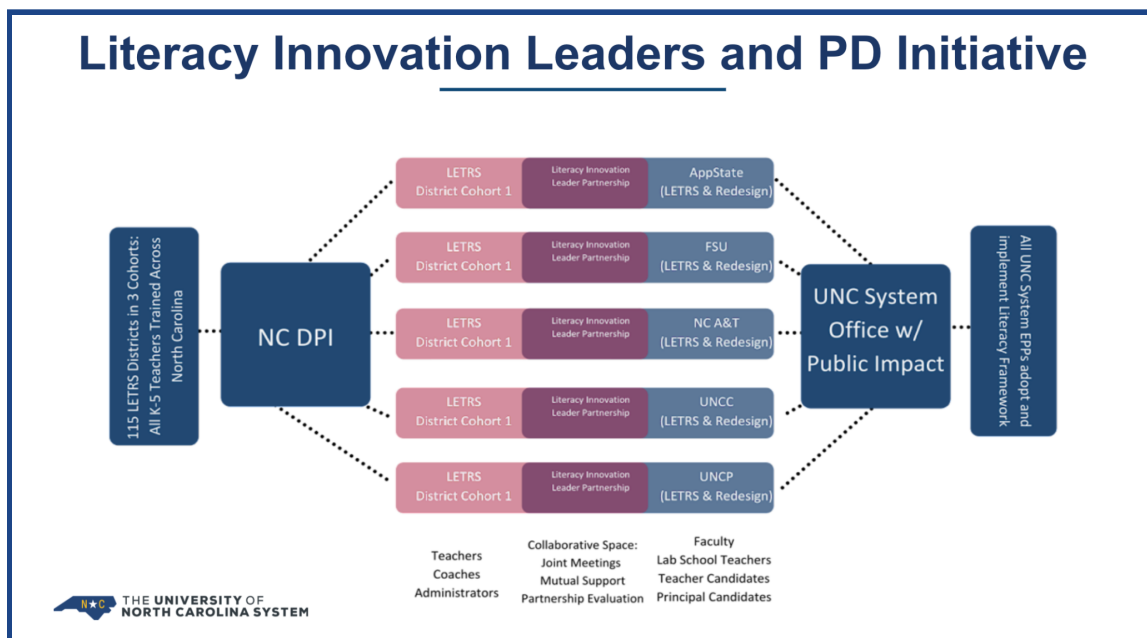 Literacy Innovation Leaders and PD Initiative
115 LETRS Districts in 3 Cohorts:
All K-5 Teachers Trained Across
North Carolina
NC DPI
LETRS
District Cohort 1
Literacy Innovation
Leader Partnership
AppState
(LETRS & Redesign)
LETRS
District Cohort 1
Literacy Innovation
Leader Partnership
FSU
(LETRS & Redesign)
LETRS
District Cohort 1
Literacy Innovation
Leader Partnership
NC A&T
(LETRS & Redesign)
LETRS
District Cohort 1
Literacy Innovation
Leader Partnership
UNCC
(LETRS & Redesign)
LETRS
District Cohort 1
Literacy Innovation
Leader Partnership
UNCP
(LETRS & Redesign)
UNC System
Office w/
Public Impact
All UNC System EPPs adopt and
implement Literacy Framework
Teachers
Coaches
Administrators
Collaborative Space:
Joint Meetings
Mutual Support
Partnership Evaluation
Faculty
Lab School Teachers
Teacher Candidates
Principal Candidates
N★C
THE UNIVERSITY OF
NORTH CAROLINA SYSTEM